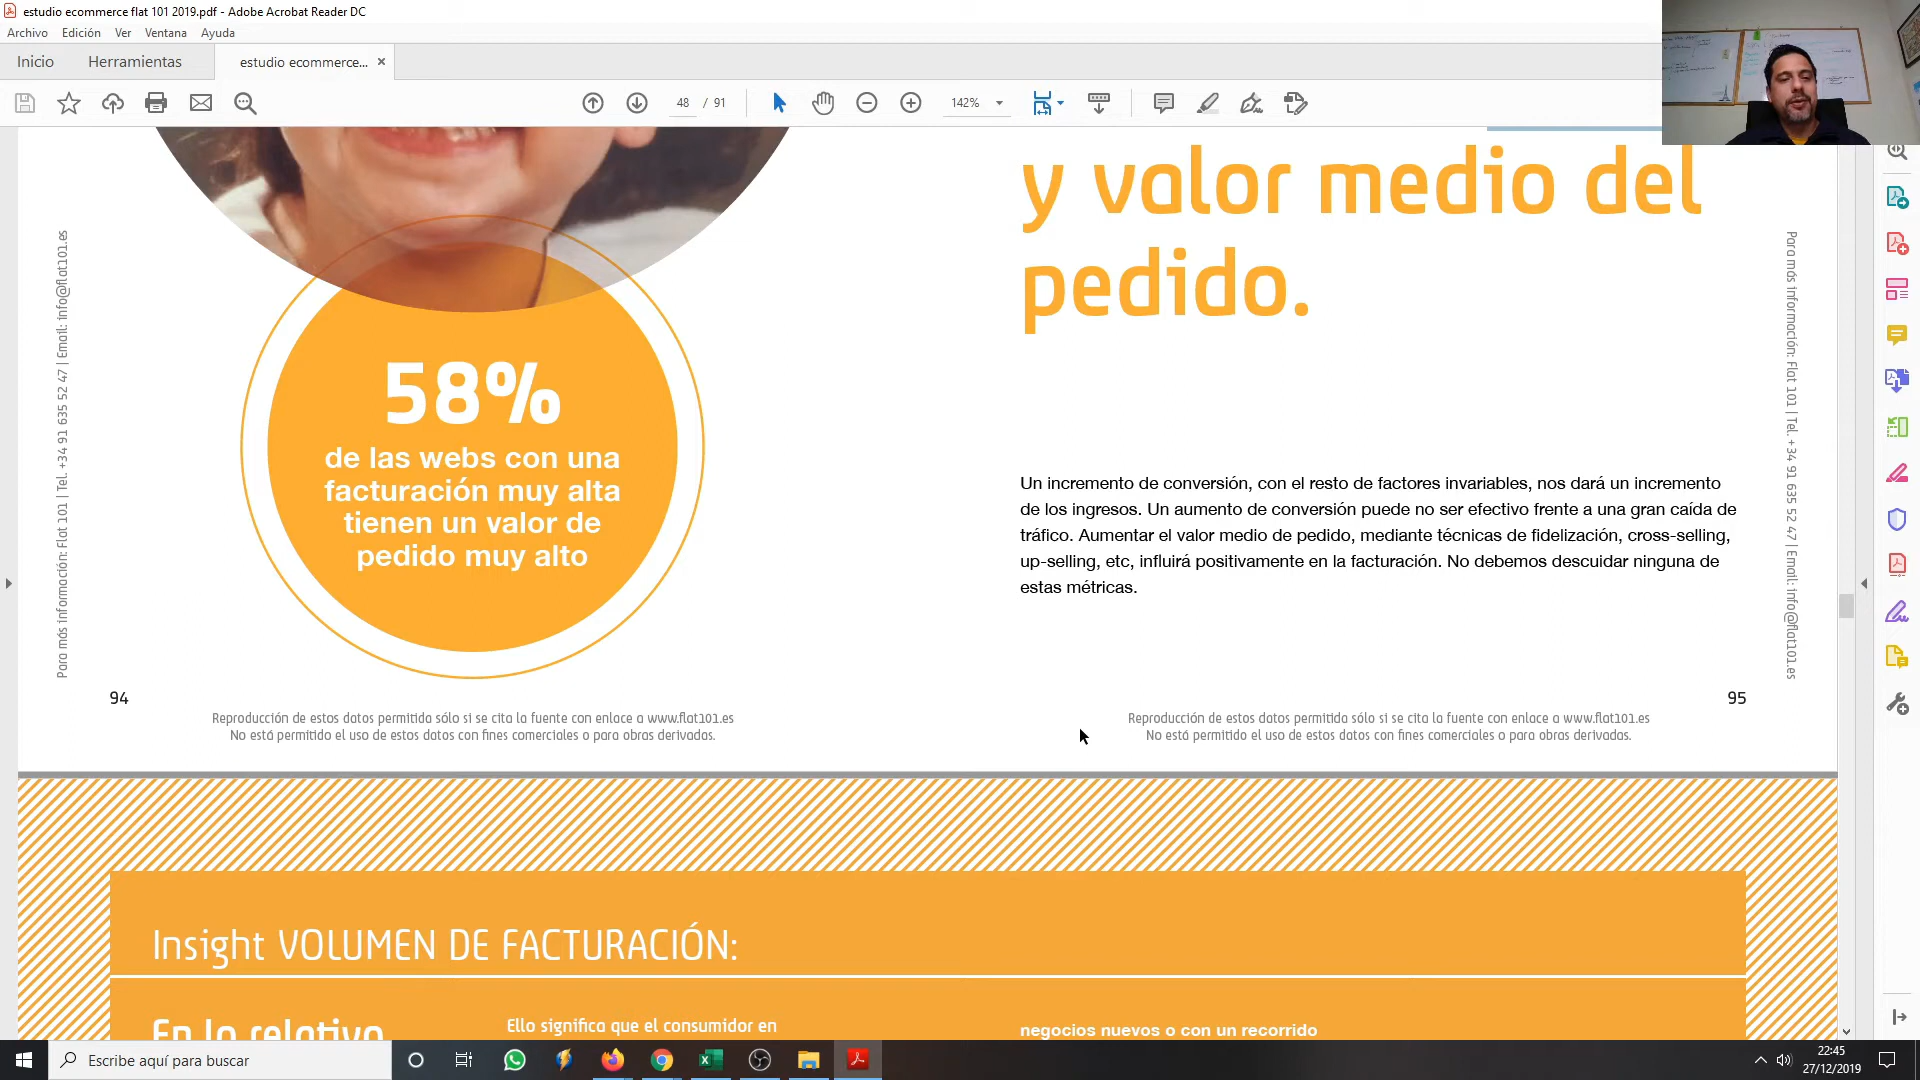 estudio ecommerce flat 101 2019.pdf - Adobe Acrobat Reader DC
Archivo Edición Ver Ventana Ayuda
Inicio Herramientas estudio ecommerce... ×
48 / 91 142%
y valor medio del
pedido.
58%
de las webs con una
facturación muy alta
tienen un valor de
pedido muy alto
Un incremento de conversión, con el resto de factores invariables, nos dará un incremento
de los ingresos. Un aumento de conversión puede no ser efectivo frente a una gran caída de
tráfico. Aumentar el valor medio de pedido, mediante técnicas de fidelización, cross-selling,
up-selling, etc, influirá positivamente en la facturación. No debemos descuidar ninguna de
estas métricas.
Para más información: Flat 101 | Tel. +34 91 635 52 47 | Email: info@flat101.es
Para más información: Flat 101 | Tel. +34 91 635 52 47 | Email: info@flat101.es
94
95
Reproducción de estos datos permitida sólo si se cita la fuente con enlace a www.flat101.es
No está permitido el uso de estos datos con fines comerciales o para obras derivadas.
Reproducción de estos datos permitida sólo si se cita la fuente con enlace a www.flat101.es
No está permitido el uso de estos datos con fines comerciales o para obras derivadas.
Insight VOLUMEN DE FACTURACIÓN:
En lo relativo
Ello significa que el consumidor en
negocios nuevos o con un recorrido
Escribe aquí para buscar
22:45
27/12/2019